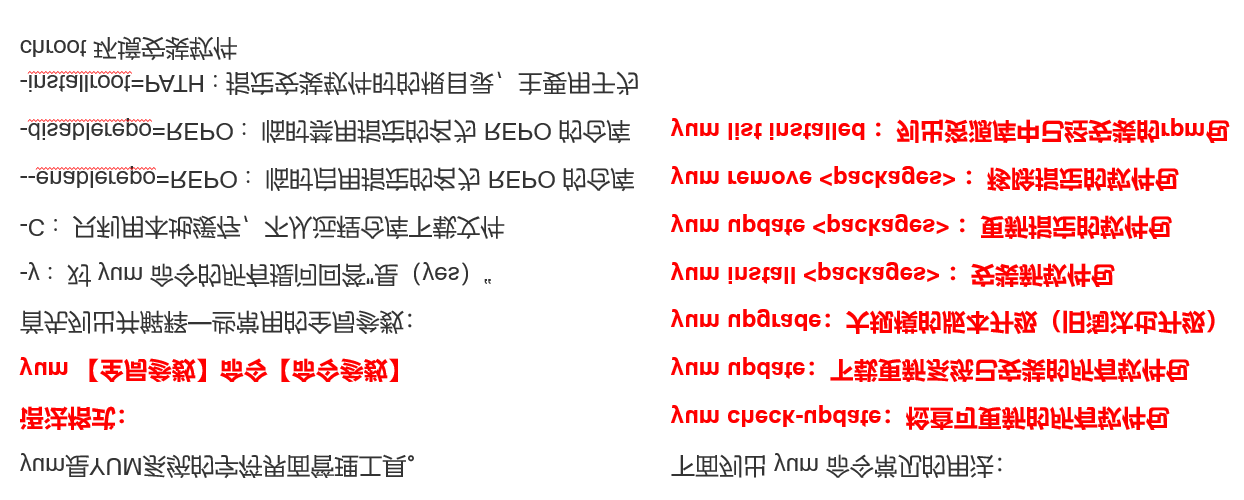 yum是YUM系统的字符界面管理工具。
语法格式：
yum 【全局参数】命令【命令参数】
首先列出并解释一些常用的全局参数：
-y ：对 yum 命令的所有提问回答"是（yes）“
-C ：只利用本地缓存，不从远程仓库下载文件
--enablerepo=REPO ：临时启用指定的名为 REPO 的仓库
-disablerepo=REPO ：临时禁用指定的名为 REPO 的仓库
-installroot=PATH : 指定安装软件时的根目录，主要用于为
chroot 环境安装软件
下面列出 yum 命令常见的用法：
yum check-update：检查可更新的所有软件包
yum update：下载更新系统已安装的所有软件包
yum upgrade：大规模的版本升级（旧淘汰也升级）
yum install <packages> ：安装新软件包
yum update <packages> ：更新指定的软件包
yum remove <packages> ：移除指定的软件包
yum list installed ：列出资源库中已经安装的rpm包